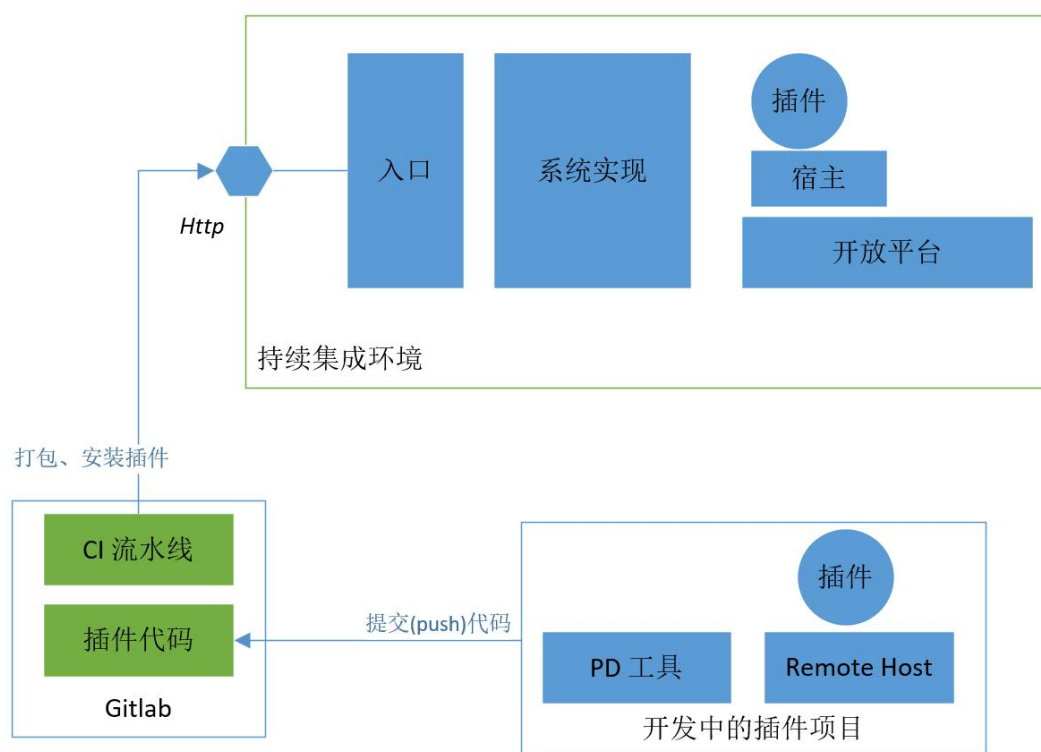 插件
入口
系统实现
宿主
Http
开放平台
持续集成环境
打包、安装插件
CI 流水线
插件
提交(push)代码
插件代码
PD 工具
Remote Host
Gitlab
开发中的插件项目